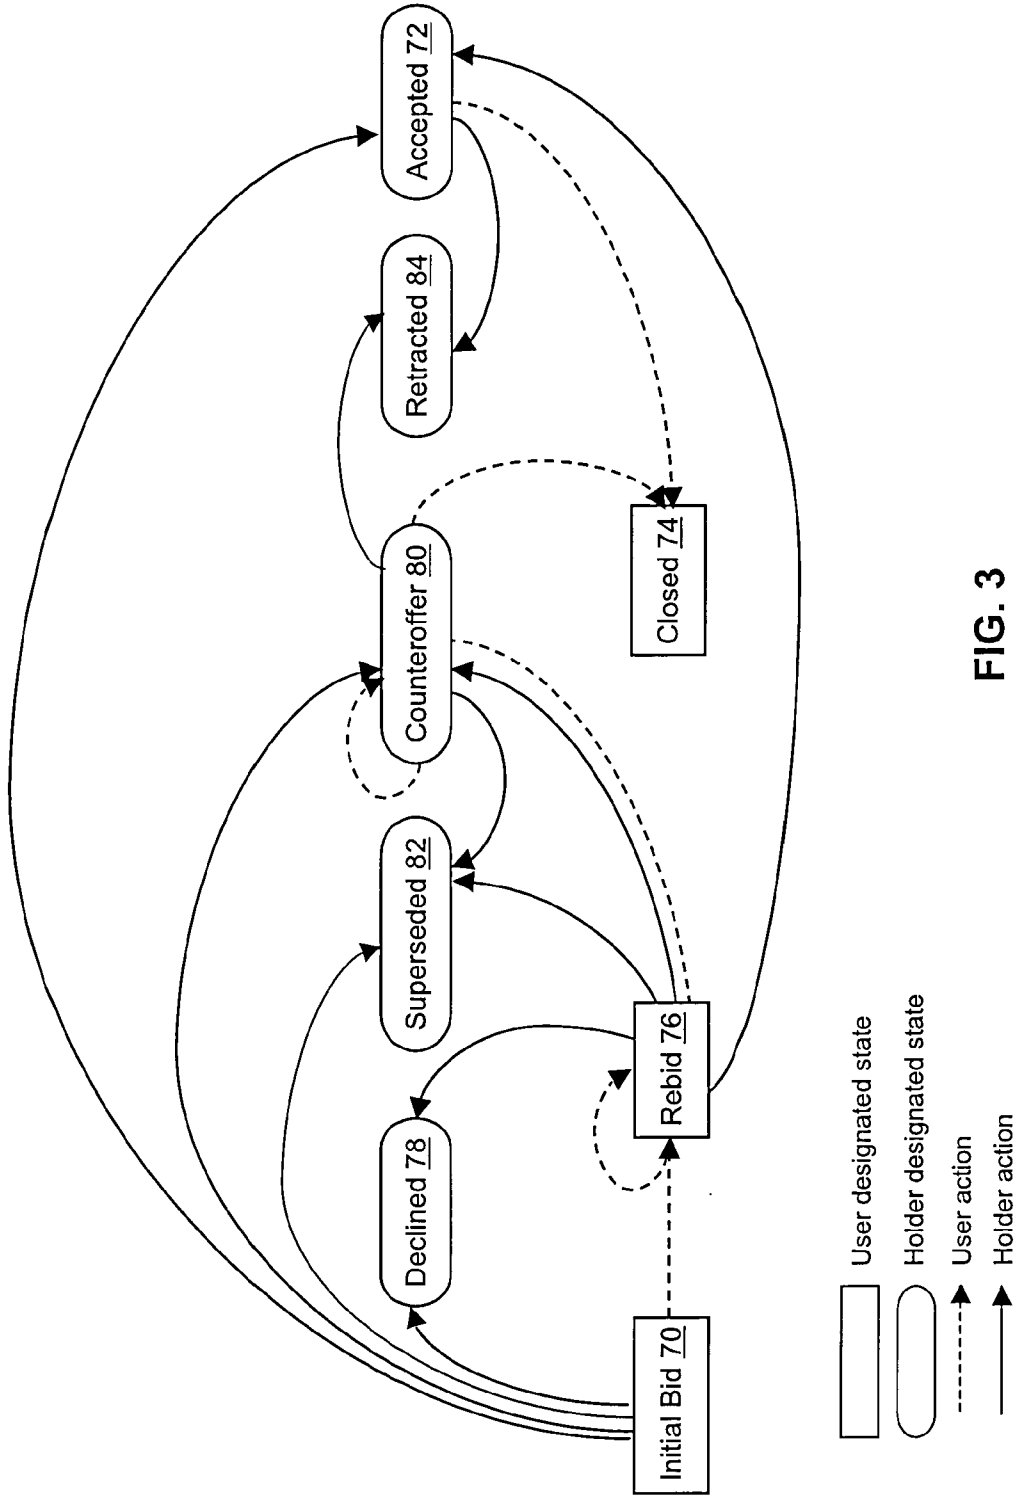 Initial Bid 70
Declined 78
Rebid 76
Superseded 82
Counteroffer 80
Closed 74
Retracted 84
Accepted 72
User designated state
Holder designated state
User action
Holder action
FIG. 3